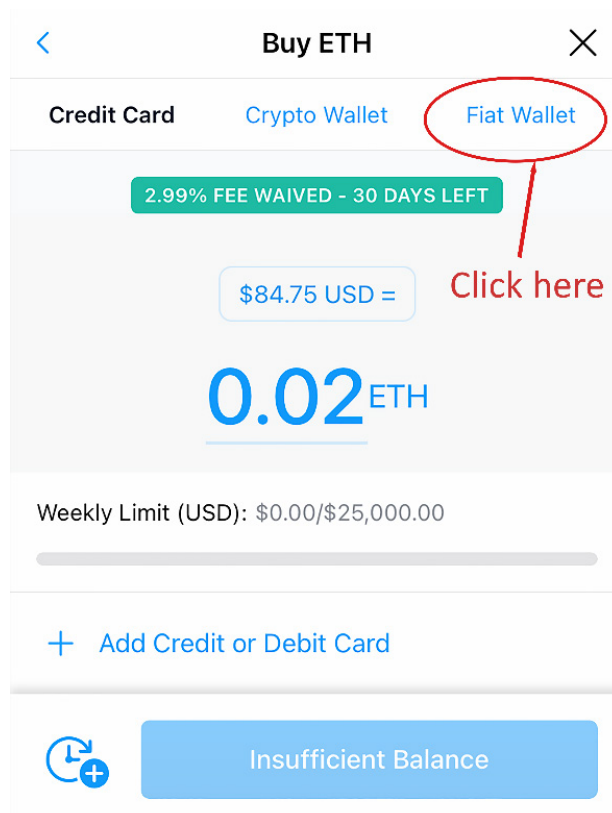 Buy ETH
Credit Card Crypto Wallet Fiat Wallet
2.99% FEE WAIVED - 30 DAYS LEFT
$84.75 USD =
Click here
0.02 ETH
Weekly Limit (USD): $0.00/$25,000.00
+ Add Credit or Debit Card
Insufficient Balance